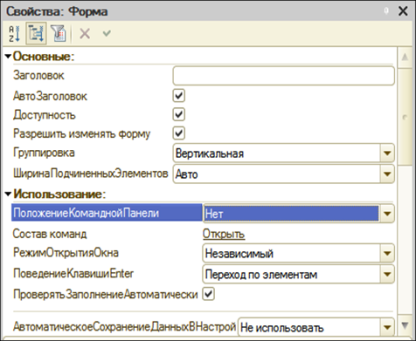 Свойства: Форма
Основные:
Заголовок
АвтоЗаголовок
Доступность
Разрешить изменять форму
Группировка Вертикальная
ШиринаПодчиненныхЭлементов Авто
Использование:
ПоложениеКоманднойПанели Нет
Состав команд Открыть
РежимОткрытияОкна Независимый
ПоведениеКлавишиEnter Переход по элементам
ПроверятьЗаполнениеАвтоматически
АвтоматическоеСохранениеДанныхВНастрой Не использовать